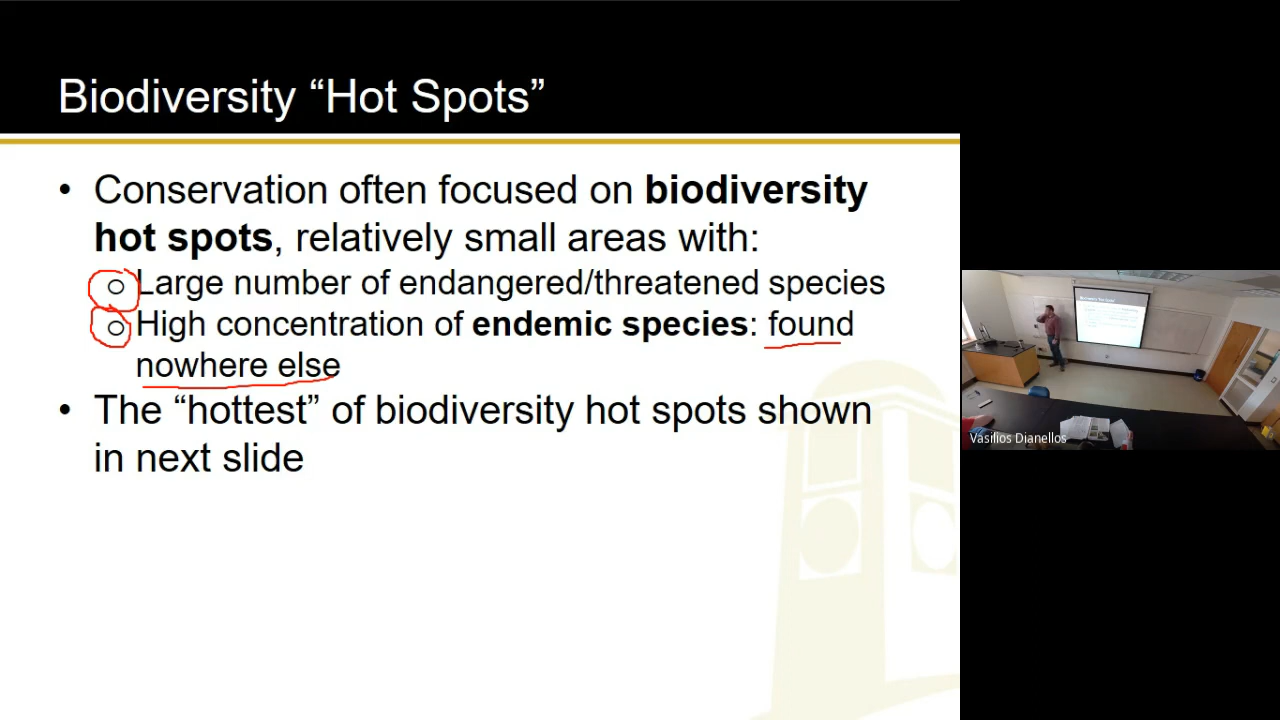 Biodiversity “Hot Spots”
• Conservation often focused on biodiversity
hot spots, relatively small areas with:
o Large number of endangered/threatened species
o High concentration of endemic species: found
nowhere else
• The “hottest” of biodiversity hot spots shown
in next slide
Vasilios Dianellos